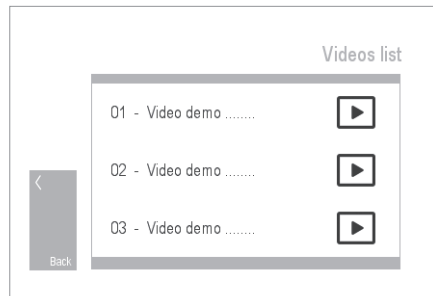 Videos list
01 - Video demo ........
02 - Video demo ........
03 - Video demo ........
Back